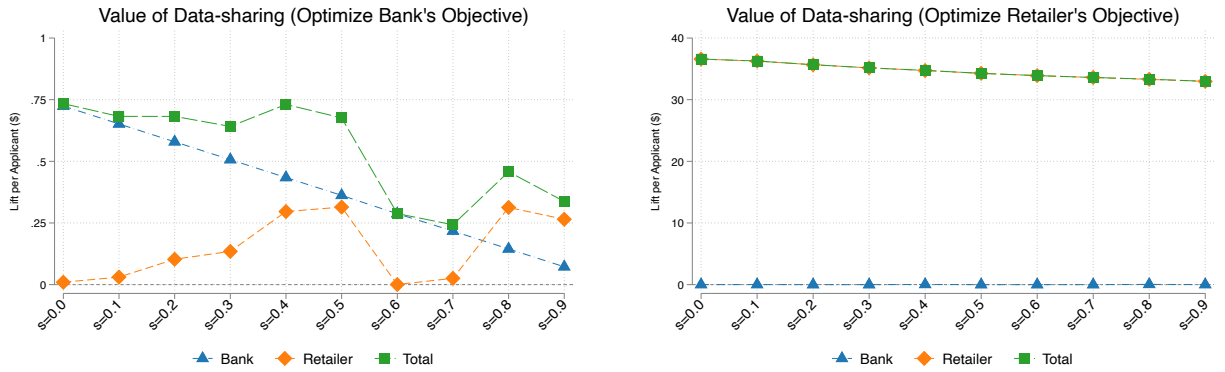 Value of Data-sharing (Optimize Bank's Objective)
Lift per Applicant ($)
1
.75
.5
.25
0
s=0.0 s=0.1 s=0.2 s=0.3 s=0.4 s=0.5 s=0.6 s=0.7 s=0.8 s=0.9
Bank Retailer Total
Value of Data-sharing (Optimize Retailer's Objective)
Lift per Applicant ($)
40
30
20
10
0
s=0.0 s=0.1 s=0.2 s=0.3 s=0.4 s=0.5 s=0.6 s=0.7 s=0.8 s=0.9
Bank Retailer Total